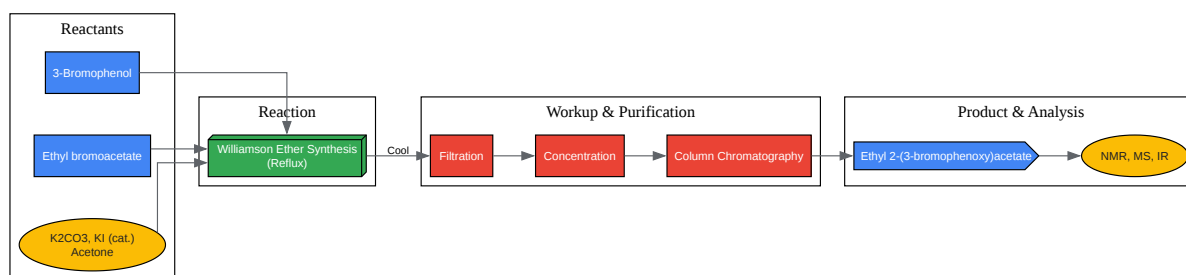 Reactants
3-Bromophenol
Ethyl bromoacetate
K2CO3, KI (cat.)
Acetone
Reaction
Williamson Ether Synthesis
(Reflux)
Cool
Workup & Purification
Filtration
Concentration
Column Chromatography
Product & Analysis
Ethyl 2-(3-bromophenoxy)acetate
NMR, MS, IR